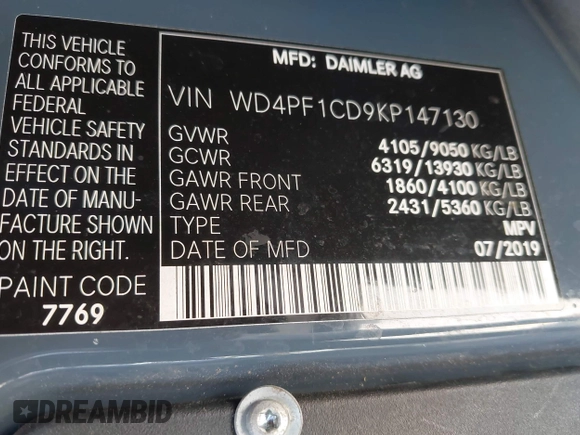 THIS VEHICLE
CONFORMS TO
ALL APPLICABLE
FEDERAL
VEHICLE SAFETY
STANDARDS IN
EFFECT ON THE
DATE OF MANU-
FACTURE SHOWN
ON THE RIGHT.
PAINT CODE
7769
MFD: DAIMLER AG
VIN WD4PF1CD9KP147130
GVWR 4105/9050 KG/LB
GCWR 6319/13930 KG/LB
GAWR FRONT 1860/4100 KG/LB
GAWR REAR 2431/5360 KG/LB
TYPE MPV
DATE OF MFD 07/2019
DREAMBID